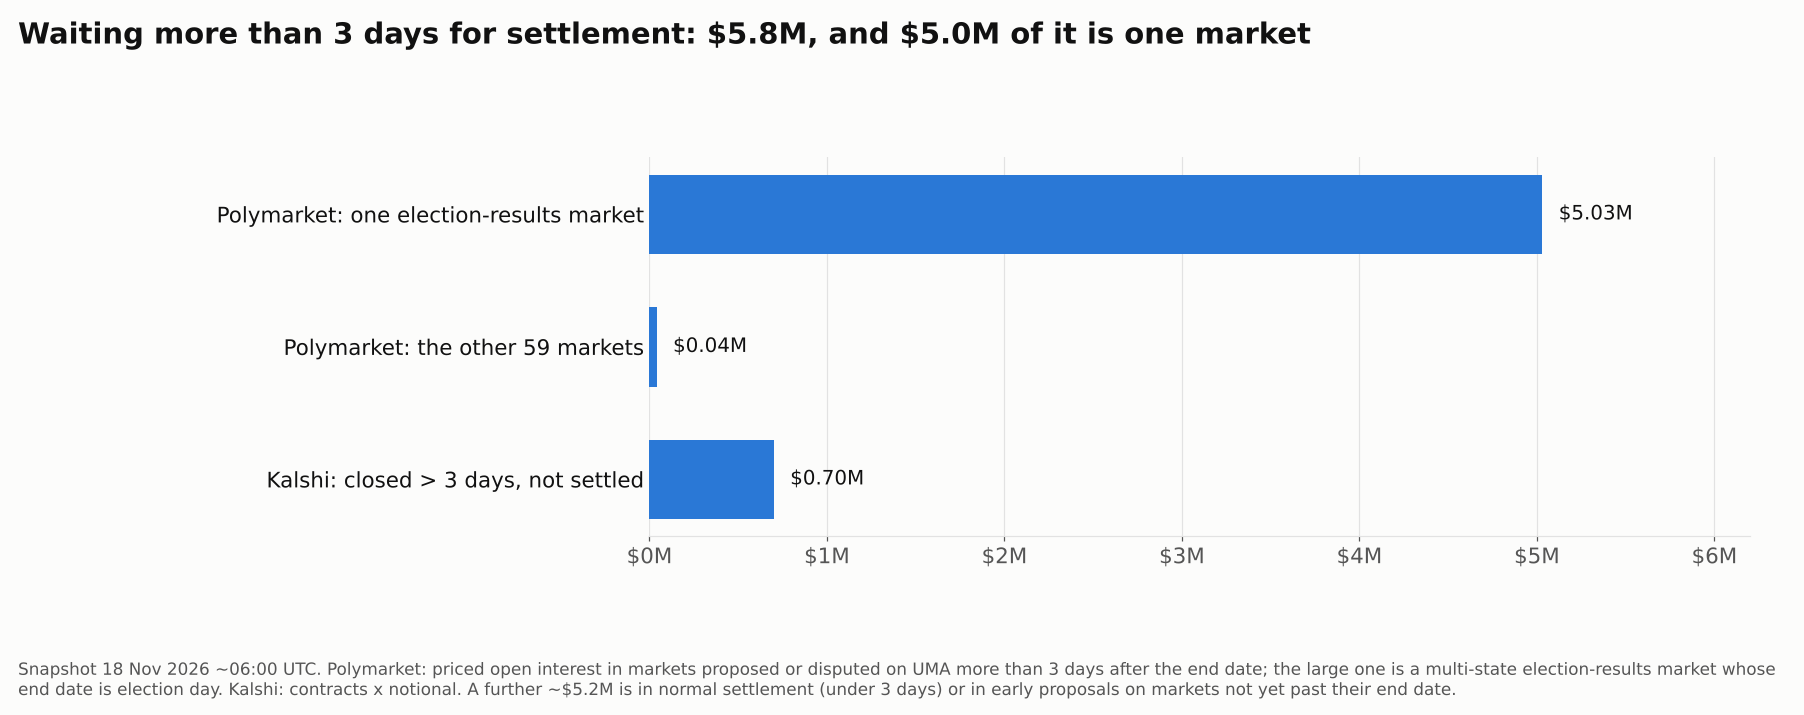 Waiting more than 3 days for settlement: $5.8M, and $5.0M of it is one market
Polymarket: one election-results market
$5.03M
Polymarket: the other 59 markets
$0.04M
Kalshi: closed > 3 days, not settled
$0.70M
$0M $1M $2M $3M $4M $5M $6M
Snapshot 18 Nov 2026 ~06:00 UTC. Polymarket: priced open interest in markets proposed or disputed on UMA more than 3 days after the end date; the large one is a multi-state election-results market whose
end date is election day. Kalshi: contracts x notional. A further ~$5.2M is in normal settlement (under 3 days) or in early proposals on markets not yet past their end date.